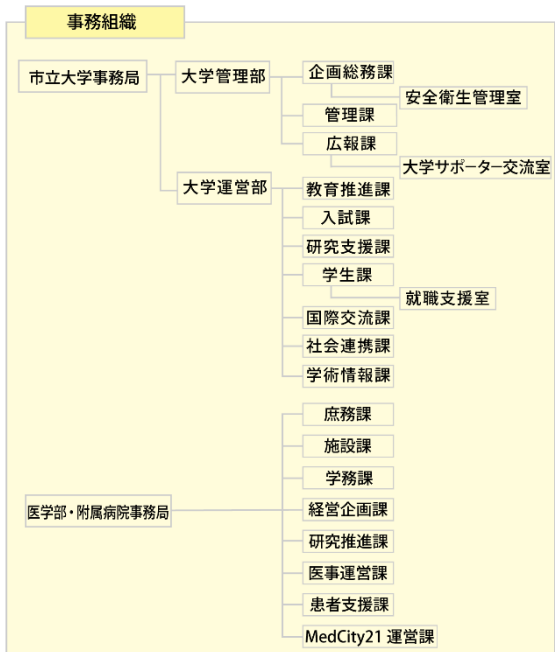 事務組織
市立大学事務局
大学管理部
企画総務課
安全衛生管理室
管理課
広報課
大学サポーター交流室
大学運営部
教育推進課
入試課
研究支援課
学生課
就職支援室
国際交流課
社会連携課
学術情報課
医学部・附属病院事務局
庶務課
施設課
学務課
経営企画課
研究推進課
医事運営課
患者支援課
MedCity21 運営課